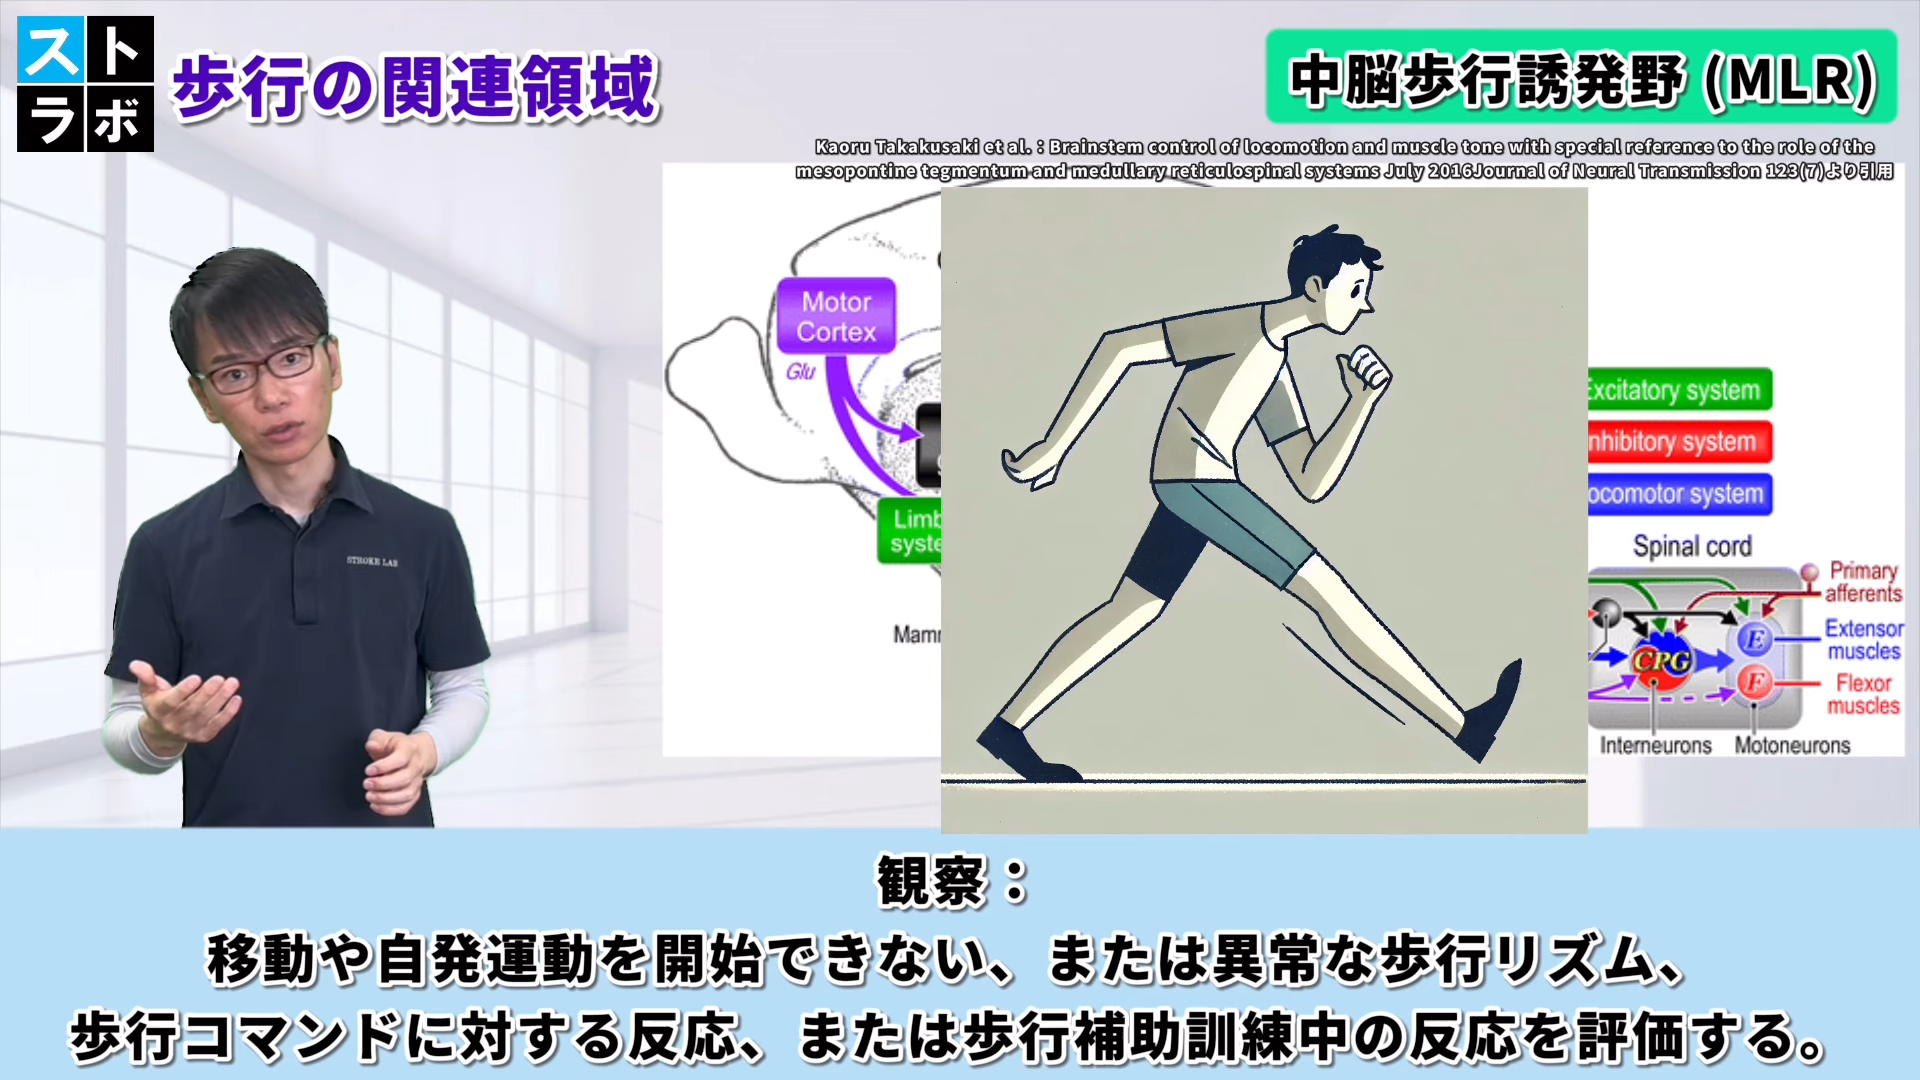 スト
ラボ
歩行の関連領域
中脳歩行誘発野 (MLR)
Kaoru Takakusaki et al.：Brainstem control of locomotion and muscle tone with special reference to the role of the
mesopontine tegmentum and medullary reticulospinal systems July 2016Journal of Neural Transmission 123(7)より引用
Motor
Cortex
Glu
Limb
syste
Mamm
Excitatory system
nhibitory system
ocomotor system
Spinal cord
Primary
afferents
Extensor
muscles
Flexor
muscles
E
CPG
F
Interneurons
Motoneurons
STROKE LAB
観察：
移動や自発運動を開始できない、または異常な歩行リズム、
歩行コマンドに対する反応、または歩行補助訓練中の反応を評価する。